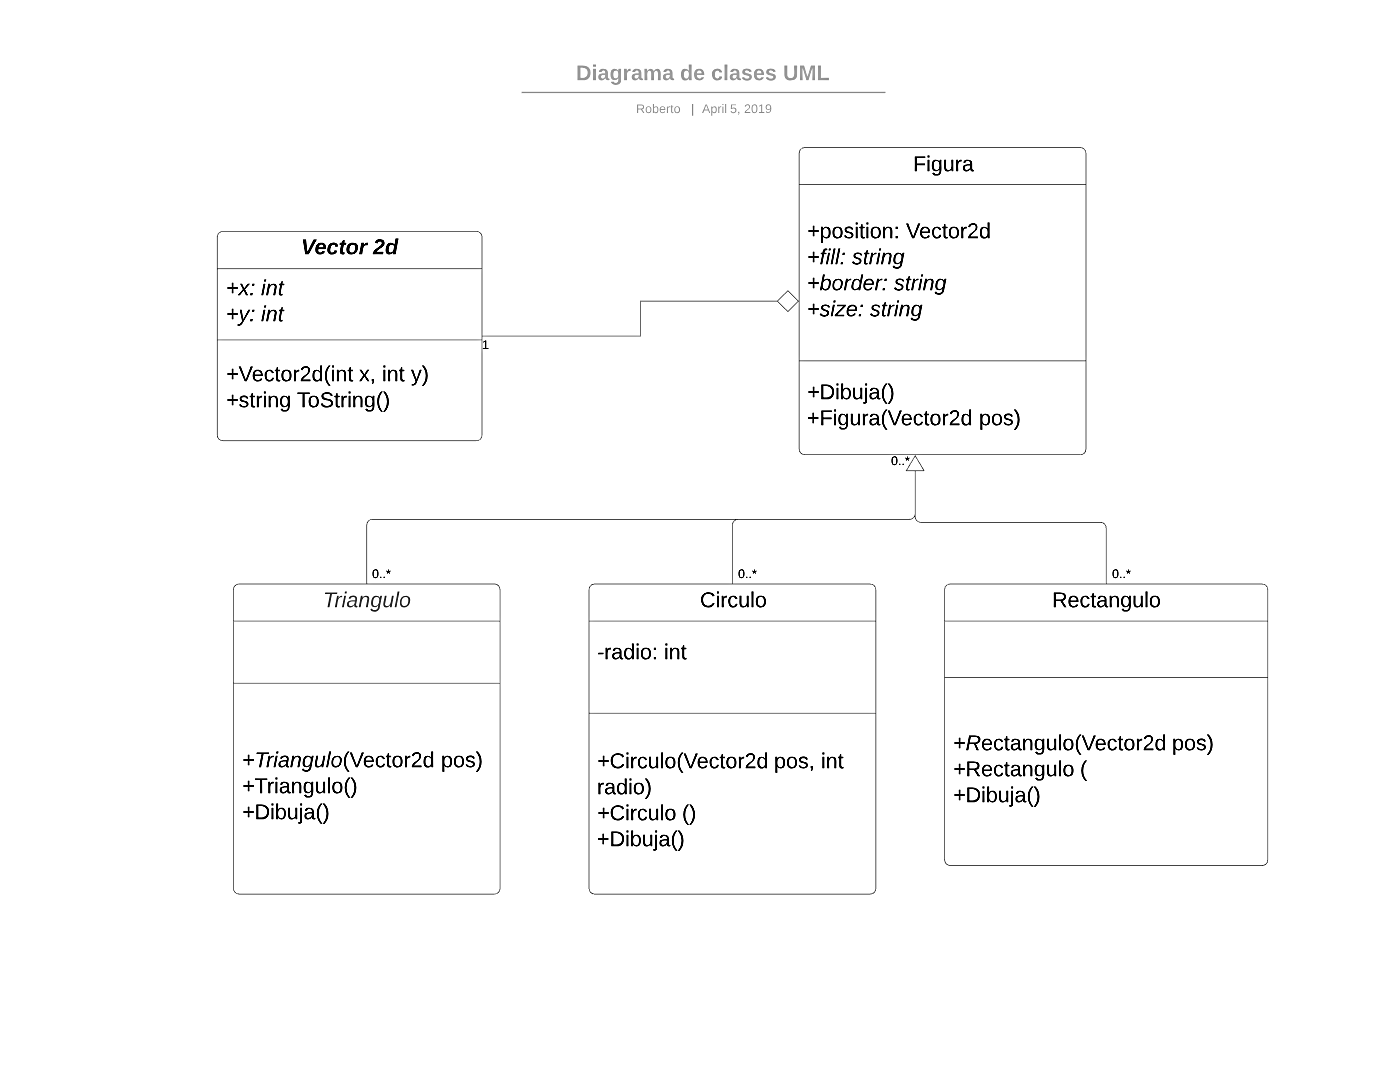 Diagrama de clases UML
Roberto | April 5, 2019
Figura
+position: Vector2d
+fill: string
+border: string
+size: string
+Dibuja()
+Figura(Vector2d pos)
Vector 2d
+x: int
+y: int
+Vector2d(int x, int y)
+string ToString()
1
0..*
0..*
0..*
0..*
Triangulo
+Triangulo(Vector2d pos)
+Triangulo()
+Dibuja()
Circulo
-radio: int
+Circulo(Vector2d pos, int
radio)
+Circulo ()
+Dibuja()
Rectangulo
+Rectangulo(Vector2d pos)
+Rectangulo (
+Dibuja()